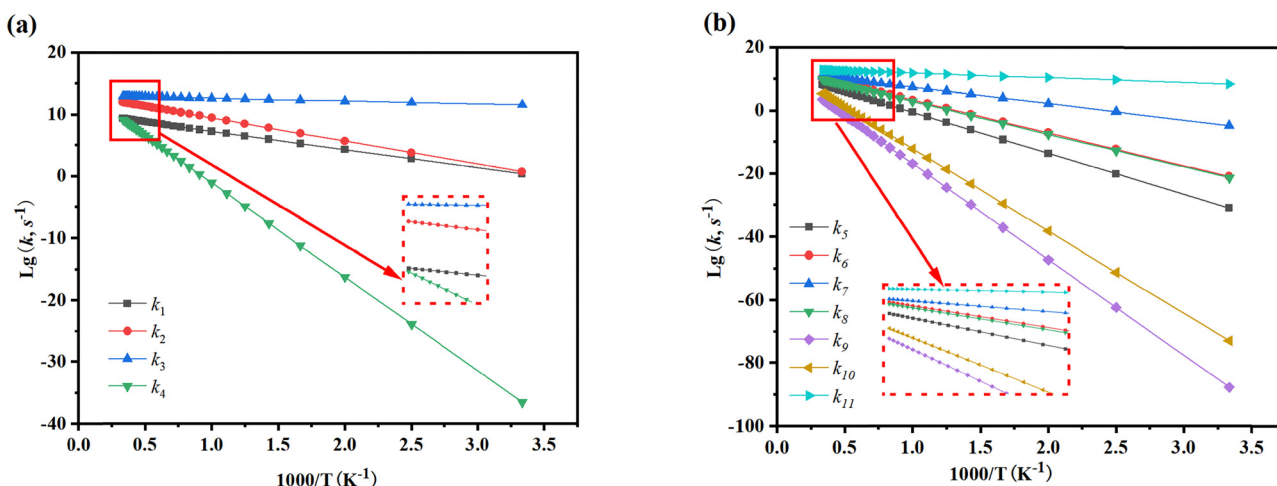 (a)
20
10
0
-10
-20
-30
-40
Lg(k, s⁻¹)
k₁
k₂
k₃
k₄
0.0 0.5 1.0 1.5 2.0 2.5 3.0 3.5
1000/T(K⁻¹)
(b)
20
0
-20
-40
-60
-80
-100
Lg(k, s⁻¹)
k₅
k₆
k₇
k₈
k₉
k₁₀
k₁₁
0.0 0.5 1.0 1.5 2.0 2.5 3.0 3.5
1000/T(K⁻¹)